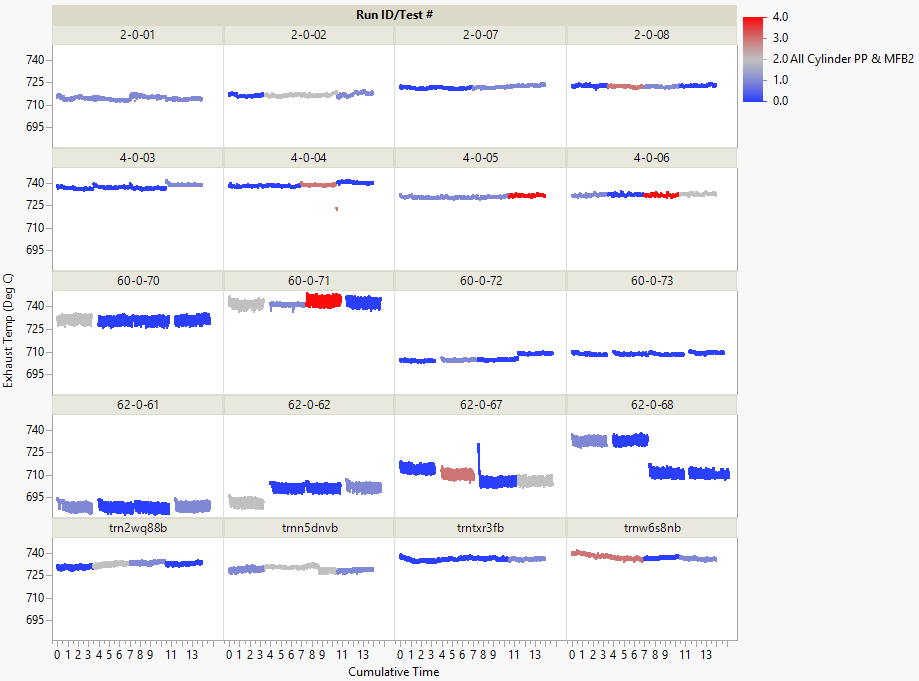 Run ID/Test #
2-0-01 2-0-02 2-0-07 2-0-08
4.0
3.0
2.0 All Cylinder PP & MFB2
1.0
0.0
740
725
710
695
4-0-03 4-0-04 4-0-05 4-0-06
740
725
710
695
60-0-70 60-0-71 60-0-72 60-0-73
740
725
710
695
Exhaust Temp (Deg C)
62-0-61 62-0-62 62-0-67 62-0-68
740
725
710
695
trn2wq88b trnn5dnvb trntxr3fb trnw6s8nb
740
725
710
695
0 1 2 3 4 5 6 7 8 9 11 13 0 1 2 3 4 5 6 7 8 9 11 13 0 1 2 3 4 5 6 7 8 9 11 13 0 1 2 3 4 5 6 7 8 9 11 13
Cumulative Time